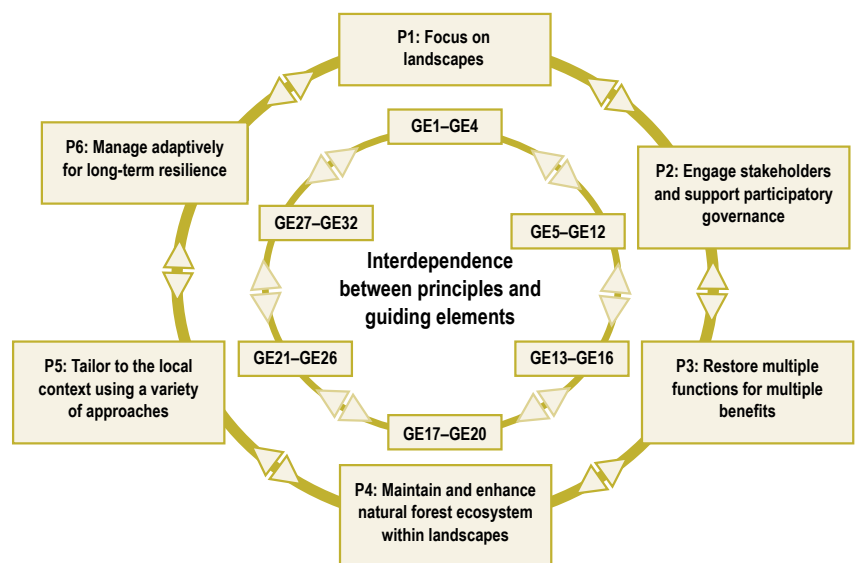 P1: Focus on
landscapes
P2: Engage stakeholders
and support participatory
governance
P3: Restore multiple
functions for multiple
benefits
P4: Maintain and enhance
natural forest ecosystem
within landscapes
P5: Tailor to the local
context using a variety
of approaches
P6: Manage adaptively
for long-term resilience
GE1–GE4
GE5–GE12
GE13–GE16
GE17–GE20
GE21–GE26
GE27–GE32
Interdependence
between principles and
guiding elements